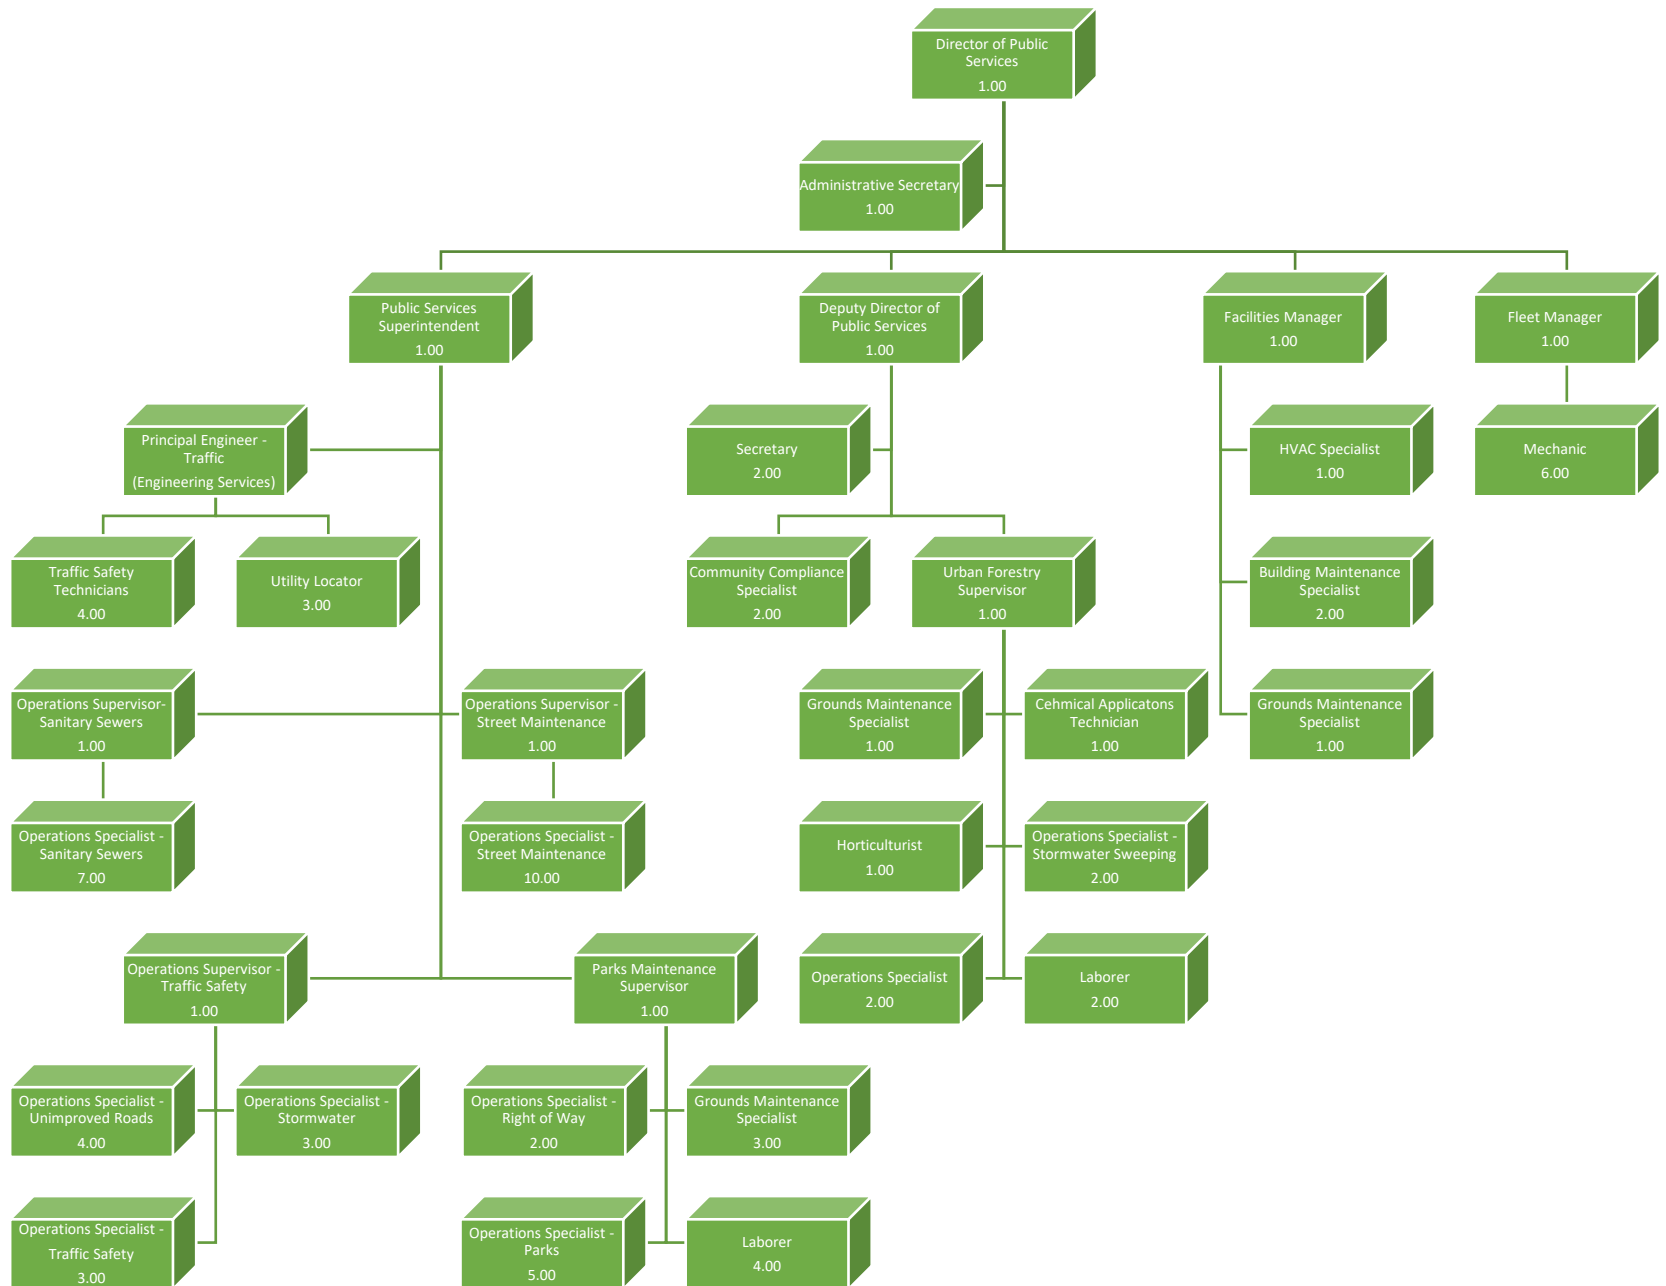 Director of Public
Services
1.00
Administrative Secretary
1.00
Public Services
Superintendent
1.00
Deputy Director of
Public Services
1.00
Facilities Manager
1.00
Fleet Manager
1.00
Principal Engineer -
Traffic
(Engineering Services)
Secretary
2.00
HVAC Specialist
1.00
Mechanic
6.00
Traffic Safety
Technicians
4.00
Utility Locator
3.00
Community Compliance
Specialist
2.00
Urban Forestry
Supervisor
1.00
Building Maintenance
Specialist
2.00
Operations Supervisor-
Sanitary Sewers
1.00
Operations Supervisor -
Street Maintenance
1.00
Grounds Maintenance
Specialist
1.00
Cehmical Applicatons
Technician
1.00
Grounds Maintenance
Specialist
1.00
Operations Specialist -
Sanitary Sewers
7.00
Operations Specialist -
Street Maintenance
10.00
Horticulturist
1.00
Operations Specialist -
Stormwater Sweeping
2.00
Operations Supervisor -
Traffic Safety
1.00
Parks Maintenance
Supervisor
1.00
Operations Specialist
2.00
Laborer
2.00
Operations Specialist -
Unimproved Roads
4.00
Operations Specialist -
Stormwater
3.00
Operations Specialist -
Right of Way
2.00
Grounds Maintenance
Specialist
3.00
Operations Specialist -
Traffic Safety
3.00
Operations Specialist -
Parks
5.00
Laborer
4.00